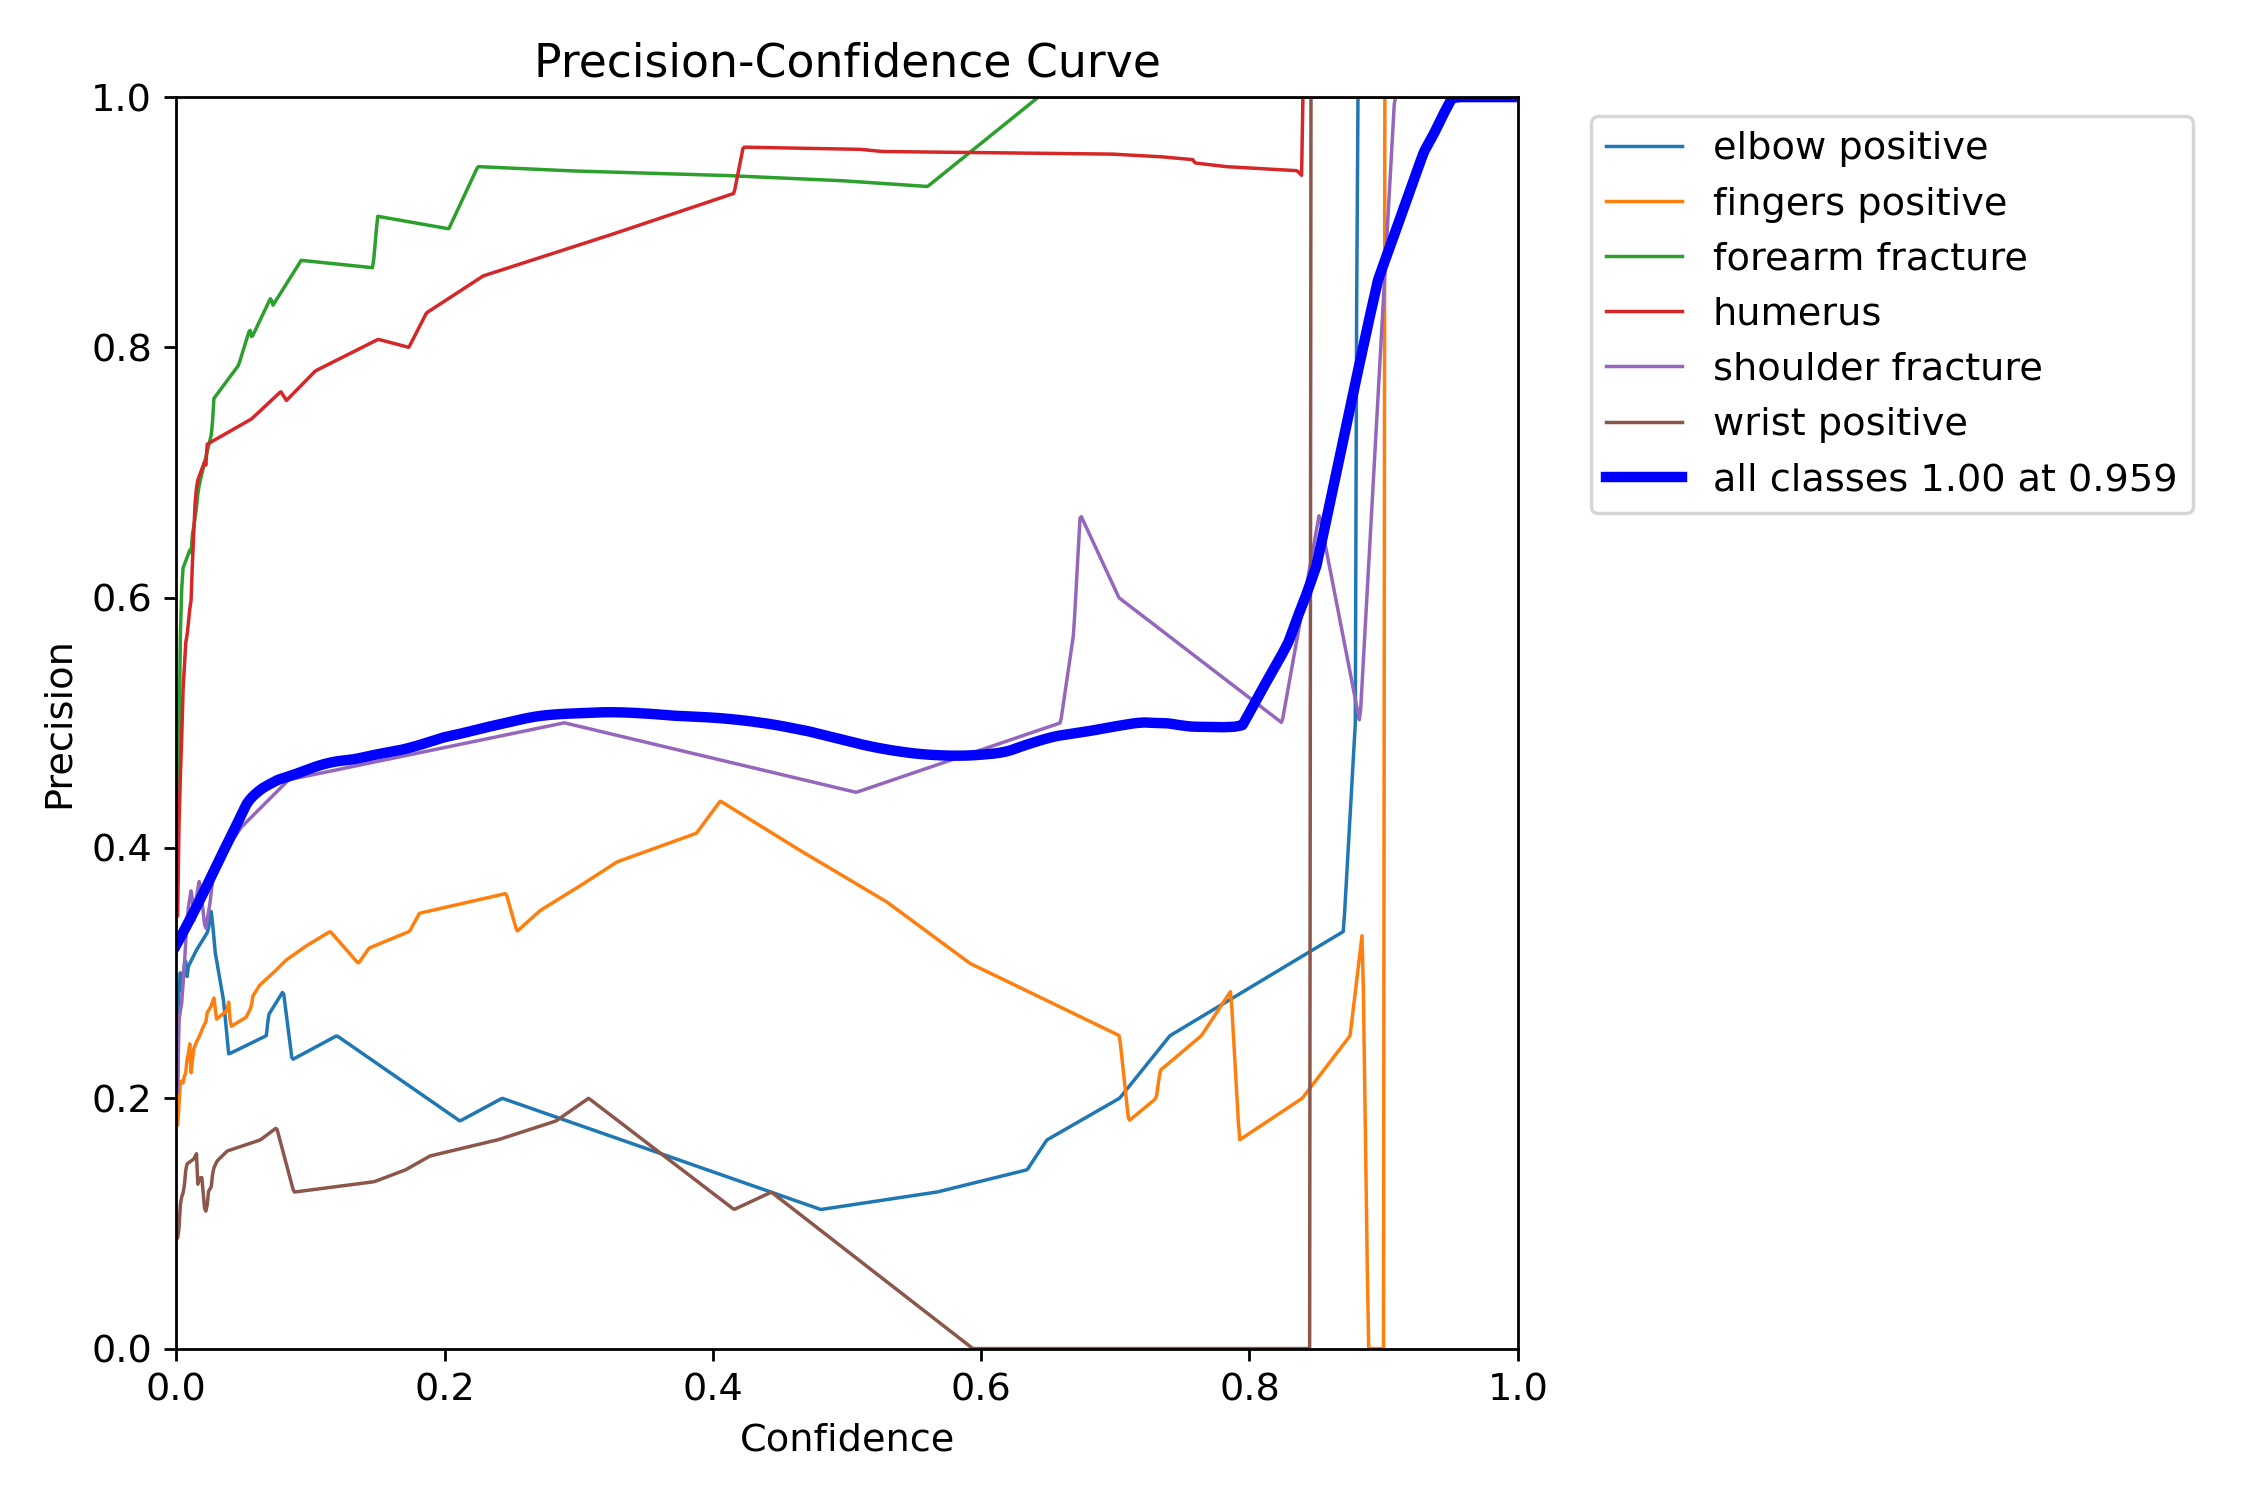 Precision-Confidence Curve
1.0
0.8
0.6
0.4
0.2
0.0
Precision
0.0 0.2 0.4 0.6 0.8 1.0
Confidence
elbow positive
fingers positive
forearm fracture
humerus
shoulder fracture
wrist positive
all classes 1.00 at 0.959